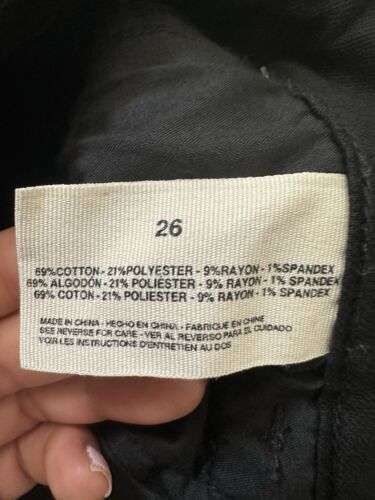 26
69%COTTON - 21%POLYESTER - 9%RAYON - 1%SPANDEX
69% ALGODÓN - 21% POLIÉSTER - 9% RAYON - 1% SPANDEX
69% COTON - 21% POLIESTER - 9% RAYON - 1% SPANDEX
MADE IN CHINA - HECHO EN CHINA - FABRIQUE EN CHINE
SEE REVERSE FOR CARE - VER AL REVERSO PARA EL CUIDADO
VOIR LES INSTRUCTIONS D'ENTRETIEN AU DOS